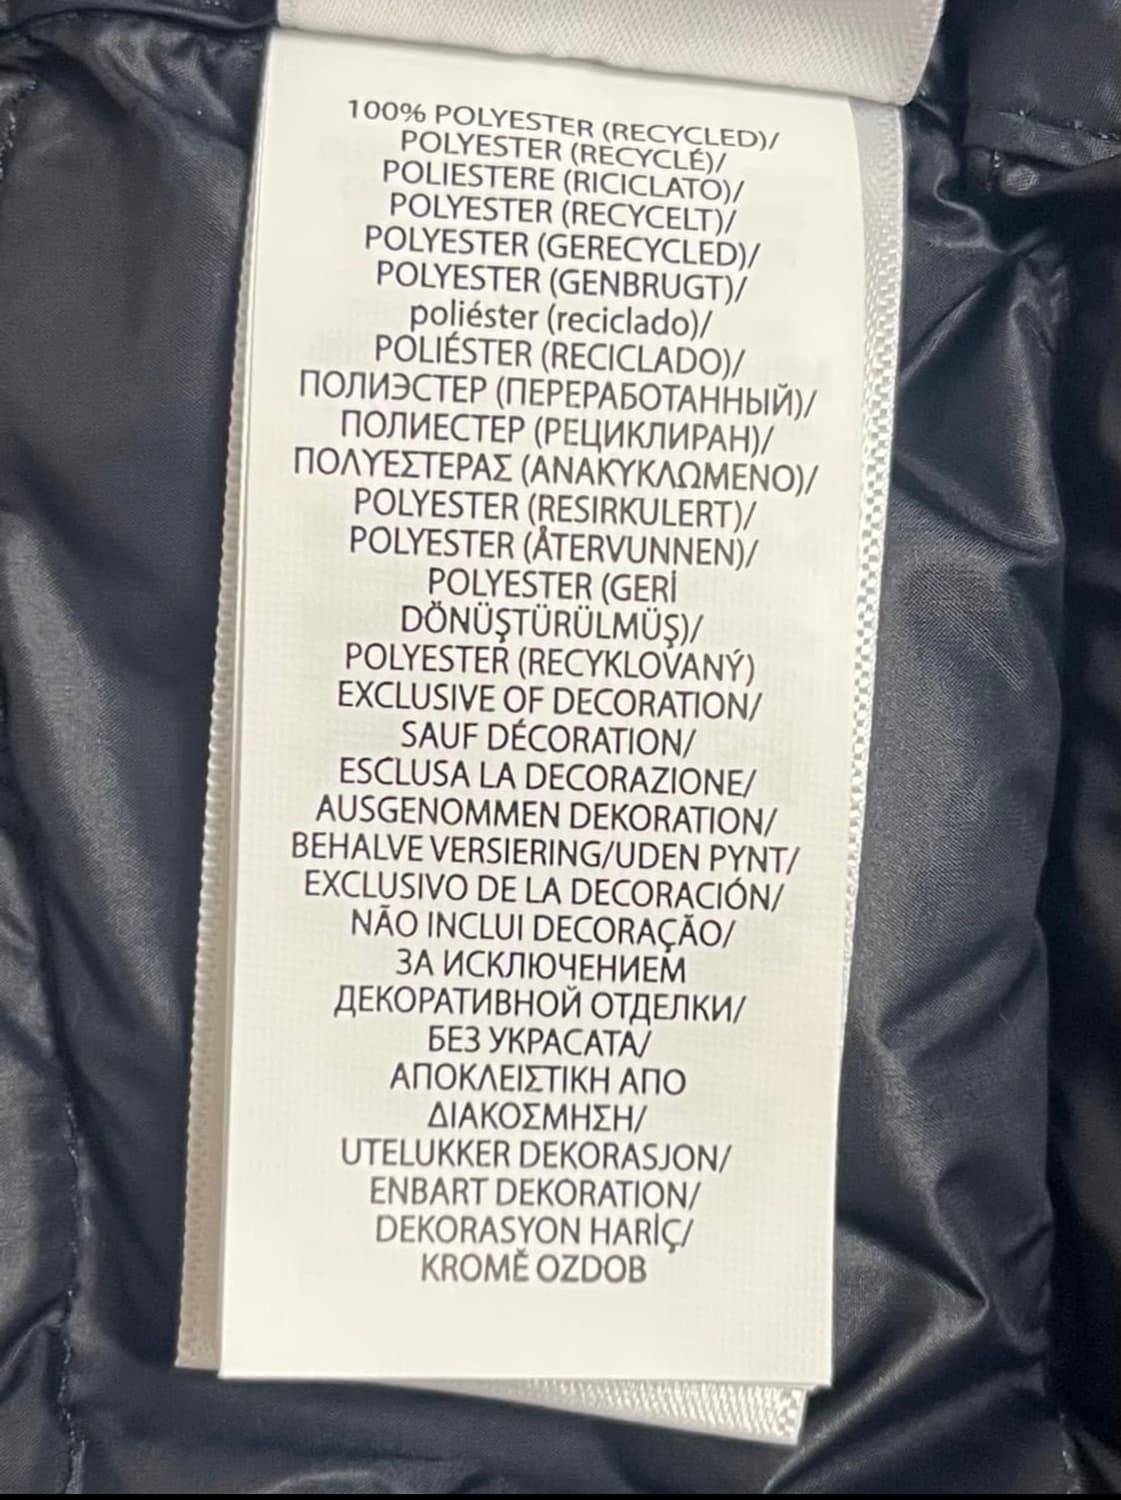 100% POLYESTER (RECYCLED)/
POLYESTER (RECYCLÉ)/
POLIESTERE (RICICLATO)/
POLYESTER (RECYCELT)/
POLYESTER (GERECYCLED)/
POLYESTER (GENBRUGT)/
poliéster (reciclado)/
POLIÉSTER (RECICLADO)/
ПОЛИЭСТЕР (ПЕРЕРАБОТАННЫЙ)/
ПОЛИЕСТЕР (РЕЦИКЛИРАН)/
ΠΟΛΥΕΣΤΕΡΑΣ (ΑΝΑΚΥΚΛΩΜΕΝΟ)/
POLYESTER (RESIRKULERT)/
POLYESTER (ÅTERVUNNEN)/
POLYESTER (GERİ
DÖNÜŞTÜRÜLMÜŞ)/
POLYESTER (RECYKLOVANÝ)
EXCLUSIVE OF DECORATION/
SAUF DÉCORATION/
ESCLUSA LA DECORAZIONE/
AUSGENOMMEN DEKORATION/
BEHALVE VERSIERING/UDEN PYNT/
EXCLUSIVO DE LA DECORACIÓN/
NÃO INCLUI DECORAÇÃO/
ЗА ИСКЛЮЧЕНИЕМ
ДЕКОРАТИВНОЙ ОТДЕЛКИ/
БЕЗ УКРАСАТА/
ΑΠΟΚΛΕΙΣΤΙΚΗ ΑΠΟ
ΔΙΑΚΟΣΜΗΣΗ/
UTELUKKER DEKORASJON/
ENBART DEKORATION/
DEKORASYON HARİÇ/
KROMĚ OZDOB